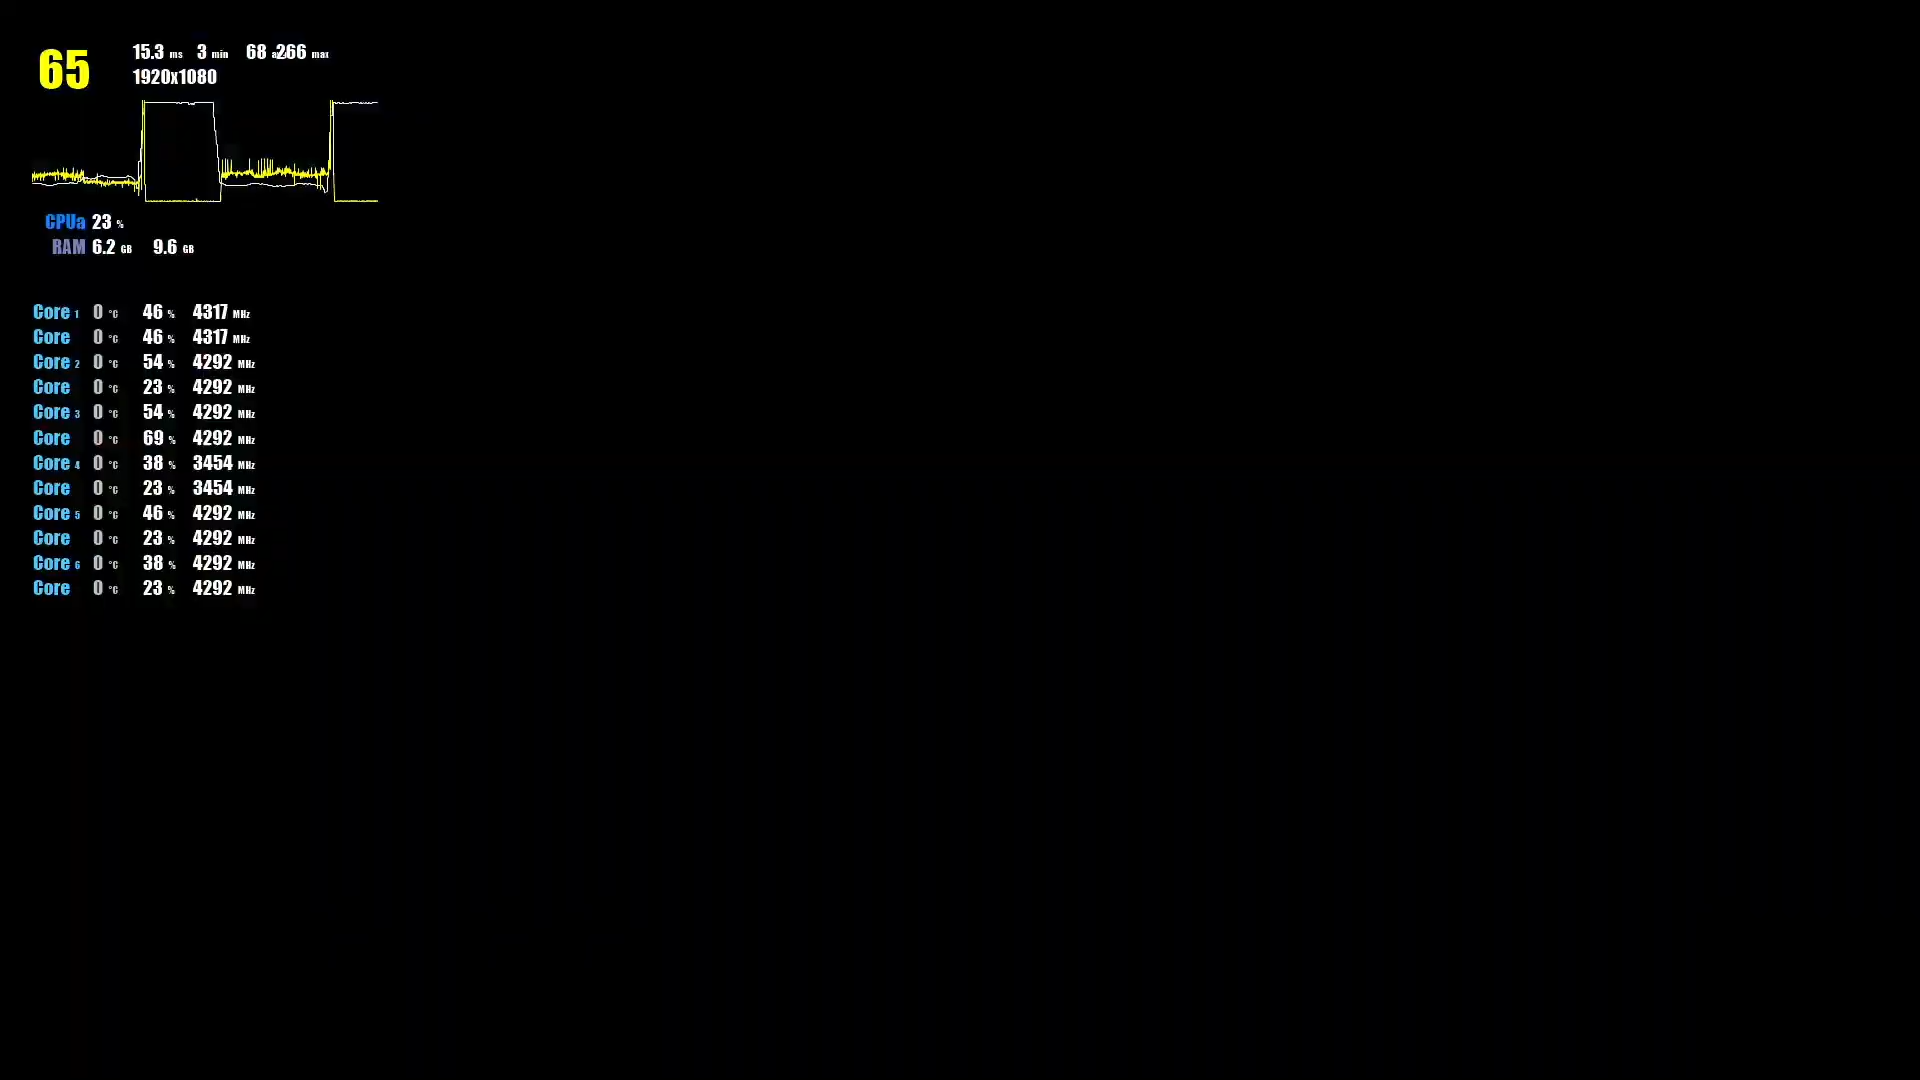 65 15.3 ms 3 min 68 266 max
1920x1080
CPUa 23 %
RAM 6.2 GB 9.6 GB
Core 1 0 °C 46 % 4317 MHz
Core 0 °C 46 % 4317 MHz
Core 2 0 °C 54 % 4292 MHz
Core 0 °C 23 % 4292 MHz
Core 3 0 °C 54 % 4292 MHz
Core 0 °C 69 % 4292 MHz
Core 4 0 °C 38 % 3454 MHz
Core 0 °C 23 % 3454 MHz
Core 5 0 °C 46 % 4292 MHz
Core 0 °C 23 % 4292 MHz
Core 6 0 °C 38 % 4292 MHz
Core 0 °C 23 % 4292 MHz